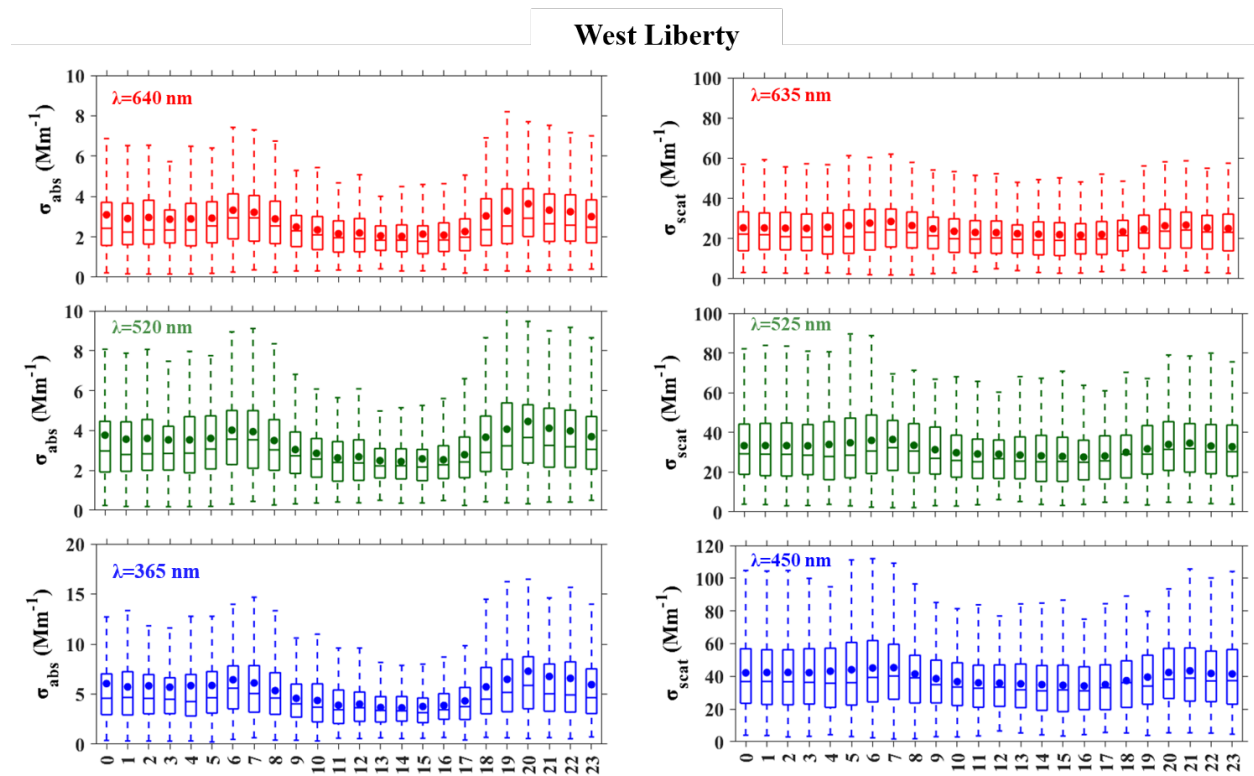 West Liberty
λ=640 nm
σabs (Mm-1)
10
8
6
4
2
0
λ=635 nm
σscat (Mm-1)
100
80
60
40
20
0
λ=520 nm
σabs (Mm-1)
10
8
6
4
2
0
λ=525 nm
σscat (Mm-1)
100
80
60
40
20
0
λ=365 nm
σabs (Mm-1)
20
15
10
5
0
0 1 2 3 4 5 6 7 8 9 10 11 12 13 14 15 16 17 18 19 20 21 22 23
λ=450 nm
σscat (Mm-1)
120
100
80
60
40
20
0
0 1 2 3 4 5 6 7 8 9 10 11 12 13 14 15 16 17 18 19 20 21 22 23